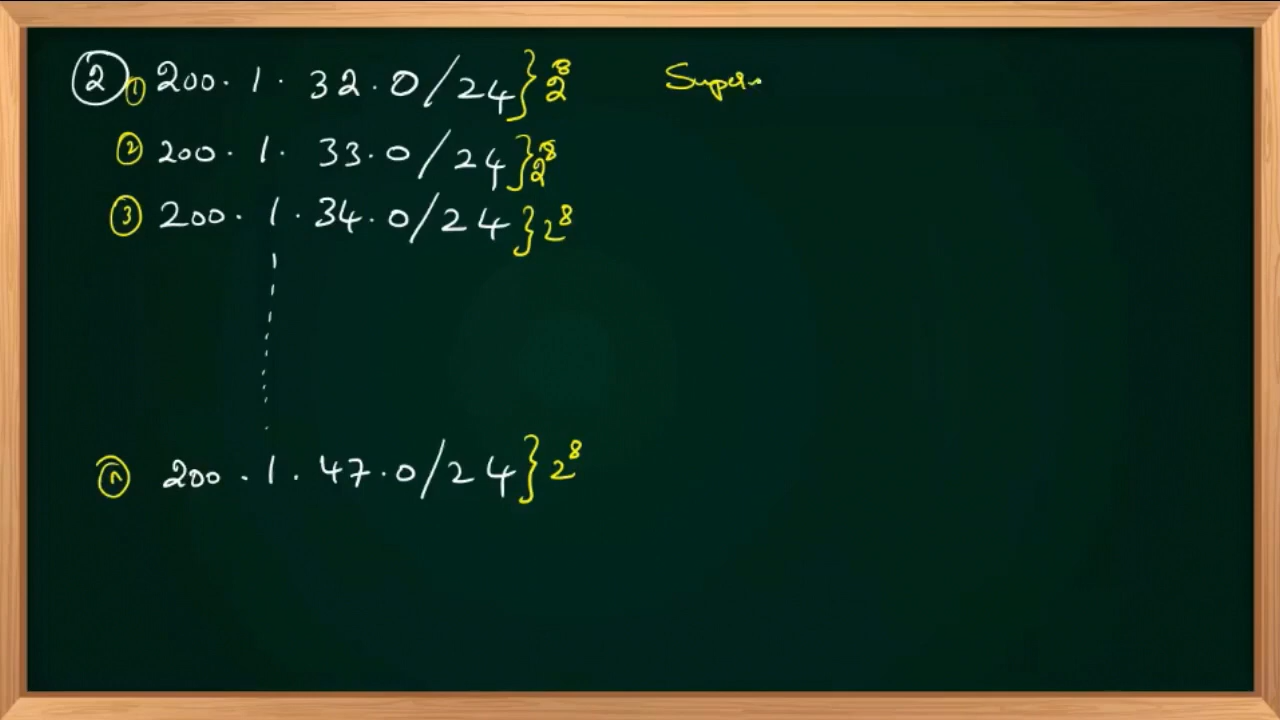 ② ① 200.1.32.0/24 } 2⁸ Super
② 200.1.33.0/24 } 2⁸
③ 200.1.34.0/24 } 2⁸
ⓝ 200.1.47.0/24 } 2⁸